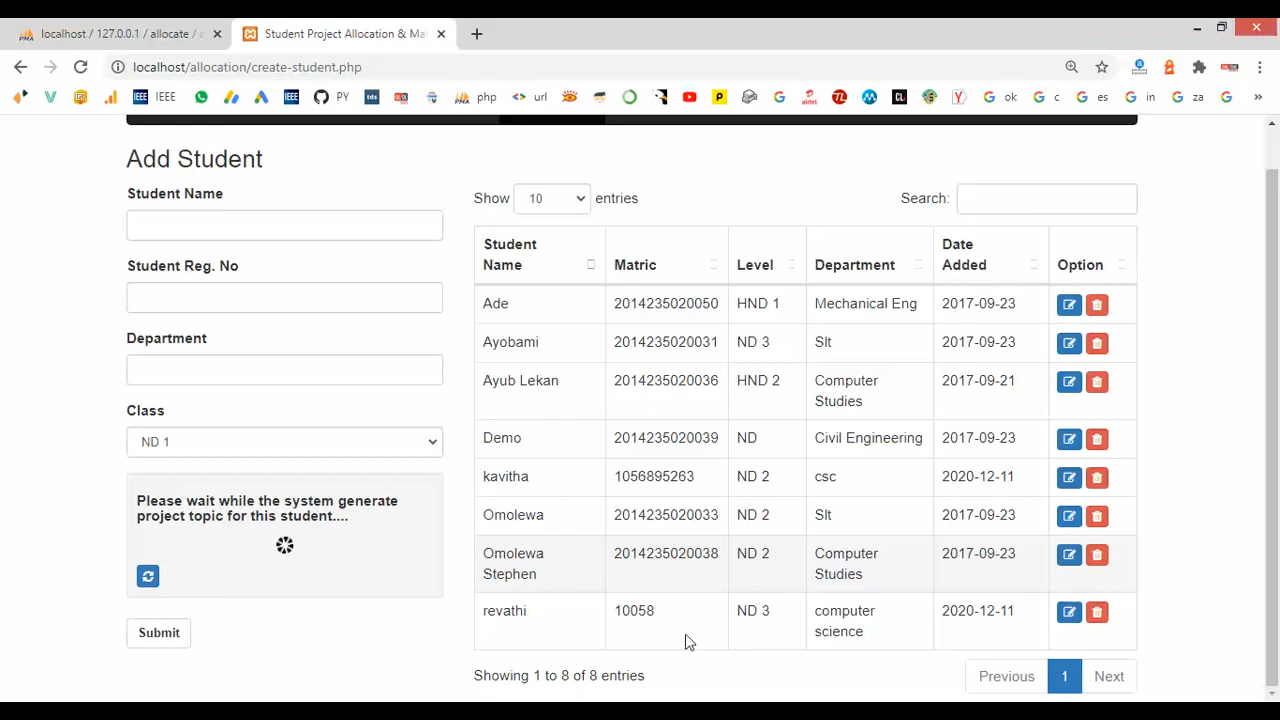 localhost / 127.0.0.1 / allocate / a
Student Project Allocation & Ma
localhost/allocation/create-student.php
IEEE
PY
tds
php
url
ok
c
es
in
za
Add Student
Student Name
Student Reg. No
Department
Class
ND 1
Please wait while the system generate
project topic for this student....
Submit
Show 10 entries
Search:
Student Name Matric Level Department Date Added Option
Ade 2014235020050 HND 1 Mechanical Eng 2017-09-23
Ayobami 2014235020031 ND 3 Slt 2017-09-23
Ayub Lekan 2014235020036 HND 2 Computer Studies 2017-09-21
Demo 2014235020039 ND Civil Engineering 2017-09-23
kavitha 1056895263 ND 2 csc 2020-12-11
Omolewa 2014235020033 ND 2 Slt 2017-09-23
Omolewa Stephen 2014235020038 ND 2 Computer Studies 2017-09-23
revathi 10058 ND 3 computer science 2020-12-11
Showing 1 to 8 of 8 entries
Previous 1 Next